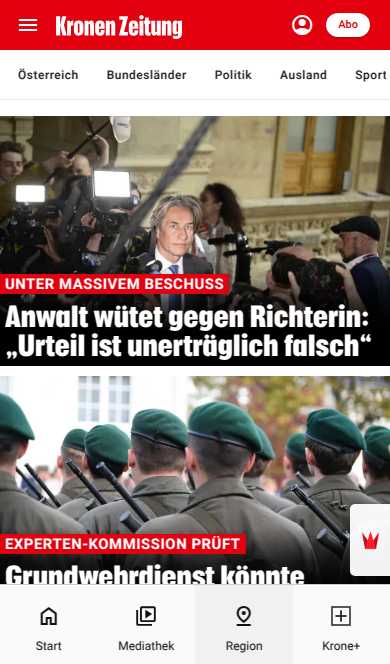 Kronen Zeitung
Abo
Österreich Bundesländer Politik Ausland Sport
UNTER MASSIVEM BESCHUSS
Anwalt wütet gegen Richterin:
„Urteil ist unerträglich falsch“
EXPERTEN-KOMMISSION PRÜFT
Grundwehrdienst könnte
Start Mediathek Region Krone+